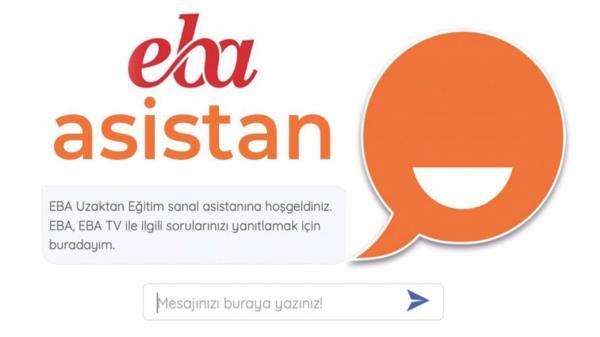 eba
asistan
EBA Uzaktan Eğitim sanal asistanına hoşgeldiniz.
EBA, EBA TV ile ilgili sorularınızı yanıtlamak için
buradayım.
Mesajınızı buraya yazınız!